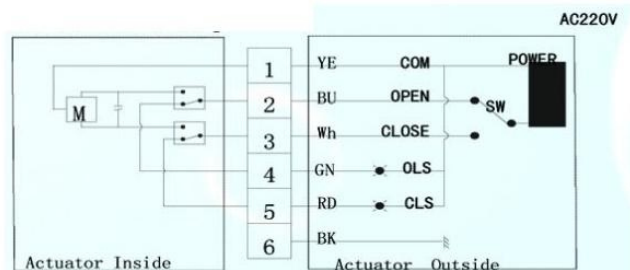 AC220V
1 YE COM POWER
2 BU OPEN SW
M
3 Wh CLOSE
4 GN OLS
5 RD CLS
6 BK
Actuator Inside Actuator Outside